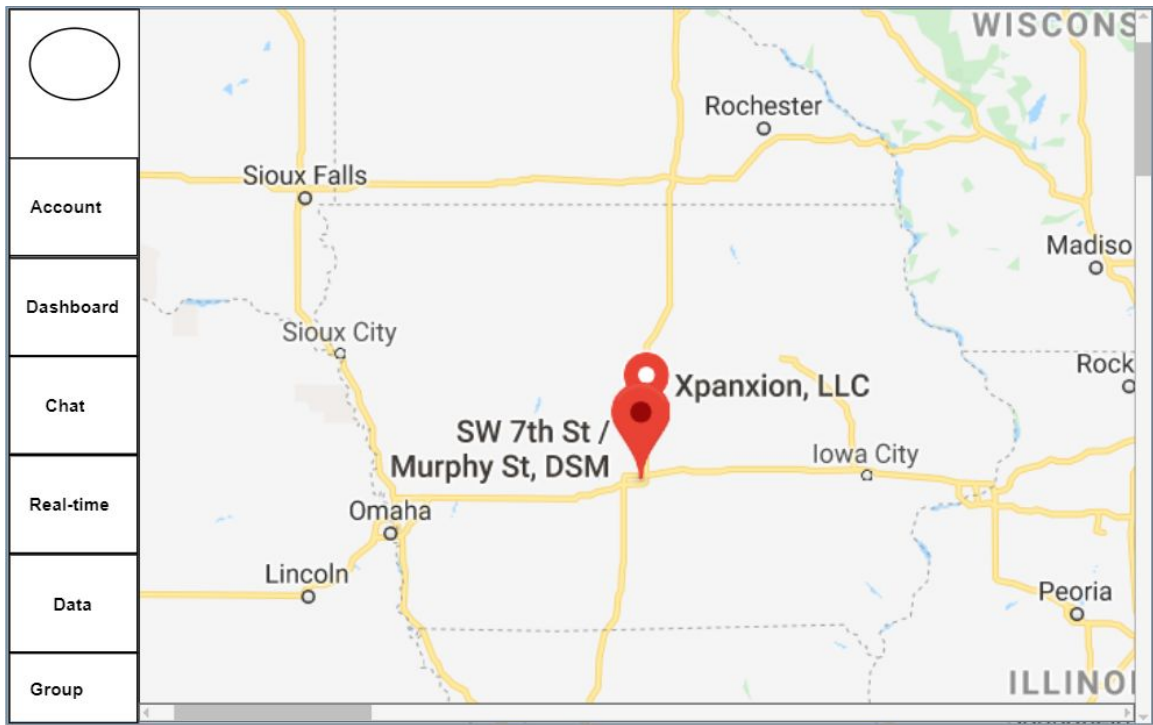 Account
Dashboard
Chat
Real-time
Data
Group
WISCONS
Rochester
Sioux Falls
Madiso
Sioux City
Rock
Xpanxion, LLC
SW 7th St /
Murphy St, DSM
Iowa City
Omaha
Lincoln
Peoria
ILLINOI